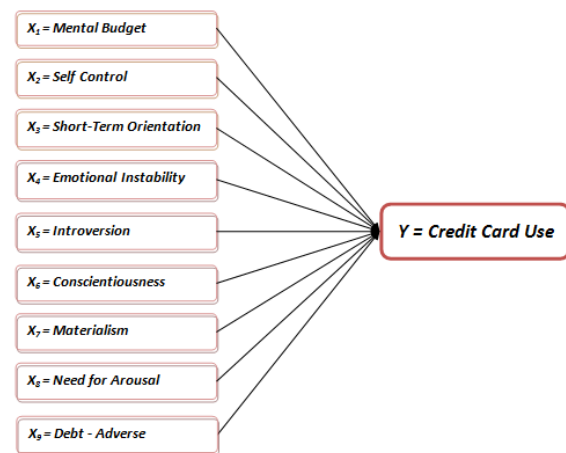 X₁ = Mental Budget
X₂ = Self Control
X₃ = Short-Term Orientation
X₄ = Emotional Instability
X₅ = Introversion
X₆ = Conscientiousness
X₇ = Materialism
X₈ = Need for Arousal
X₉ = Debt - Adverse
Y = Credit Card Use